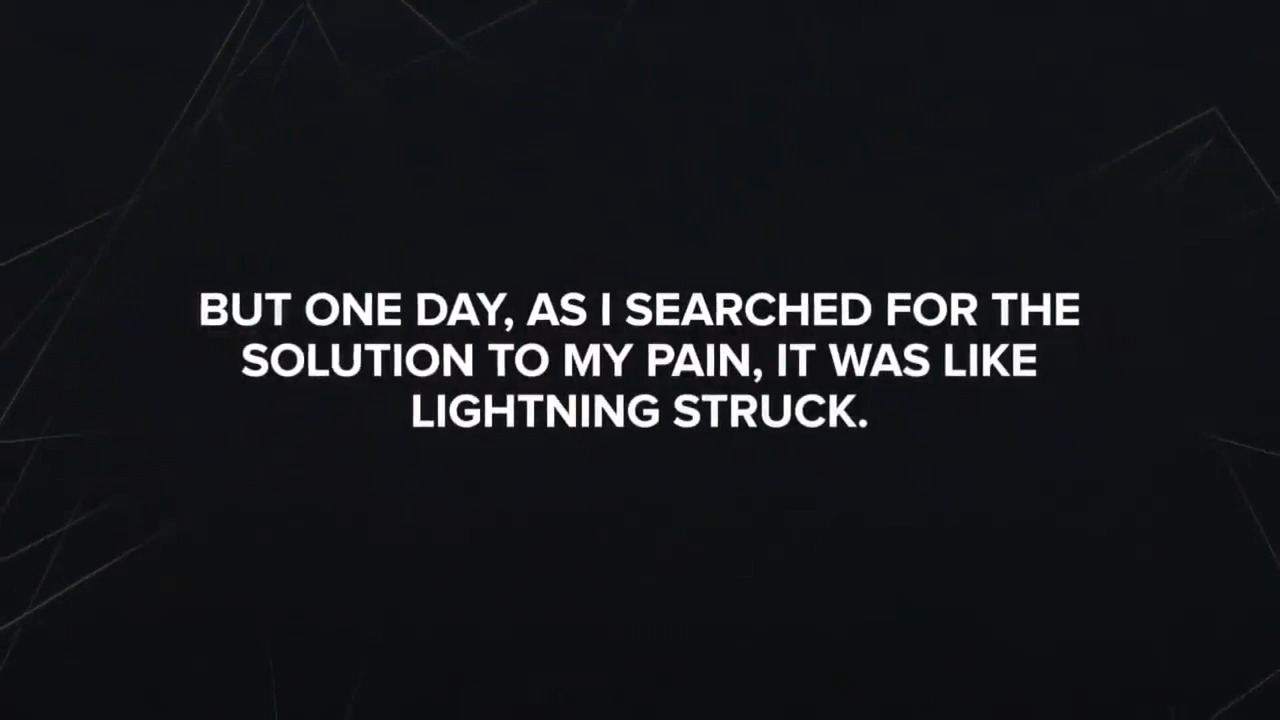 BUT ONE DAY, AS I SEARCHED FOR THE
SOLUTION TO MY PAIN, IT WAS LIKE
LIGHTNING STRUCK.